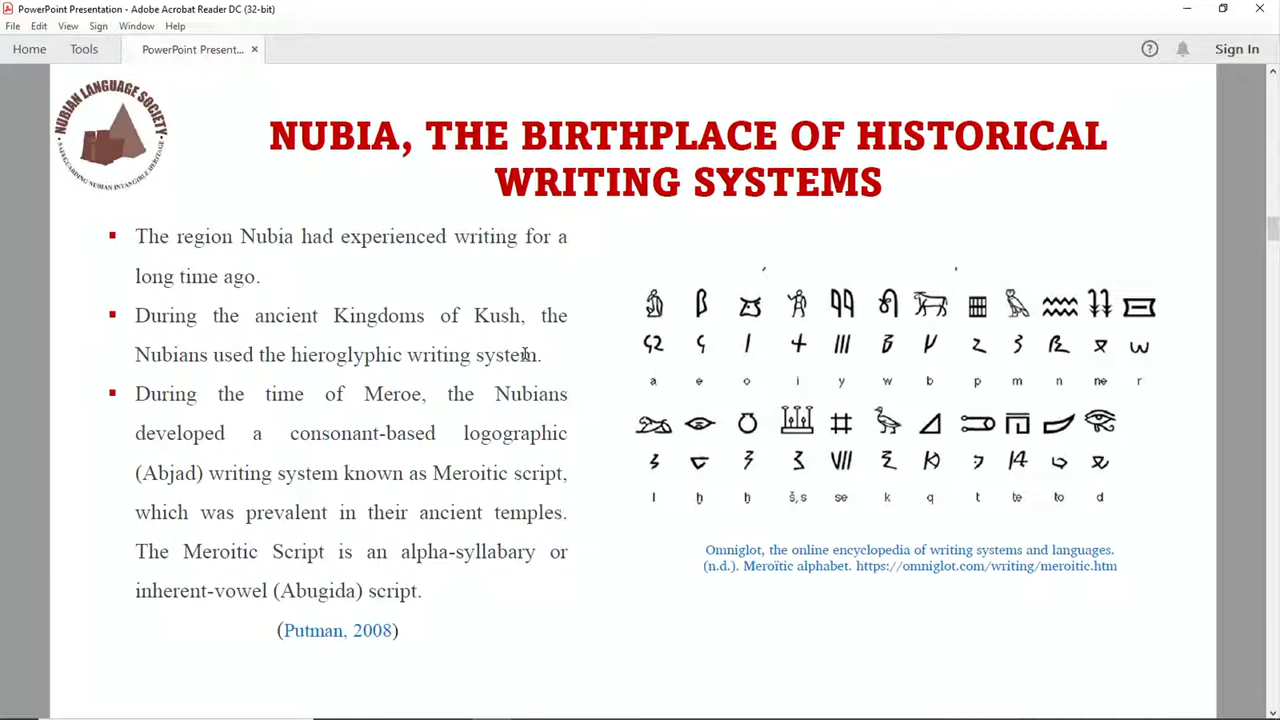 PowerPoint Presentation - Adobe Acrobat Reader DC (32-bit)
File Edit View Sign Window Help
Home Tools PowerPoint Present... × Sign In
NUBIAN LANGUAGE SOCIETY
SAFEGUARDING NUBIAN INTANGIBLE HERITAGE
NUBIA, THE BIRTHPLACE OF HISTORICAL
WRITING SYSTEMS
▪ The region Nubia had experienced writing for a
long time ago.
▪ During the ancient Kingdoms of Kush, the
Nubians used the hieroglyphic writing system.
▪ During the time of Meroe, the Nubians
developed a consonant-based logographic
(Abjad) writing system known as Meroitic script,
which was prevalent in their ancient temples.
The Meroitic Script is an alpha-syllabary or
inherent-vowel (Abugida) script.
(Putman, 2008)
a e o i y w b p m n ne r
l ḫ ẖ š,s se k q t te to d
Omniglot, the online encyclopedia of writing systems and languages.
(n.d.). Meroïtic alphabet. https://omniglot.com/writing/meroitic.htm